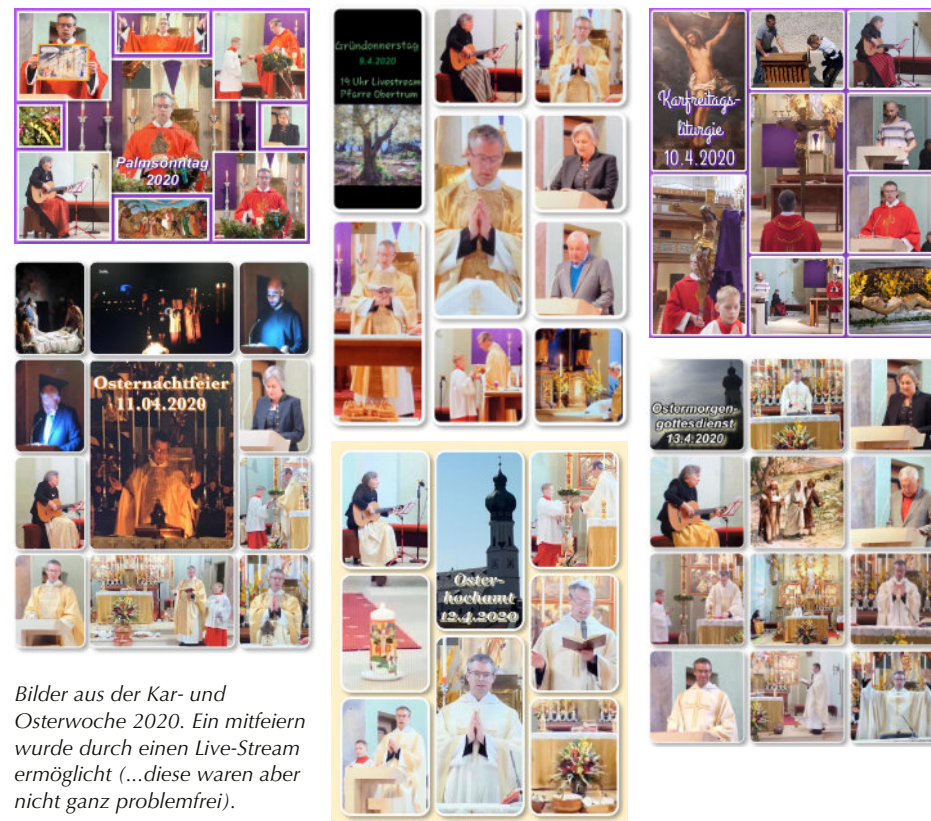 Palmsonntag
2020
Gründonnerstag
9.4.2020
19 Uhr Livestream
Pfarre Obertrum
Karfreitags-
liturgie
10.4.2020
Osternachtfeier
11.04.2020
Oster-
hochamt
12.4.2020
Ostermorgen-
gottesdienst
13.4.2020
Bilder aus der Kar- und
Osterwoche 2020. Ein mitfeiern
wurde durch einen Live-Stream
ermöglicht (...diese waren aber
nicht ganz problemfrei).